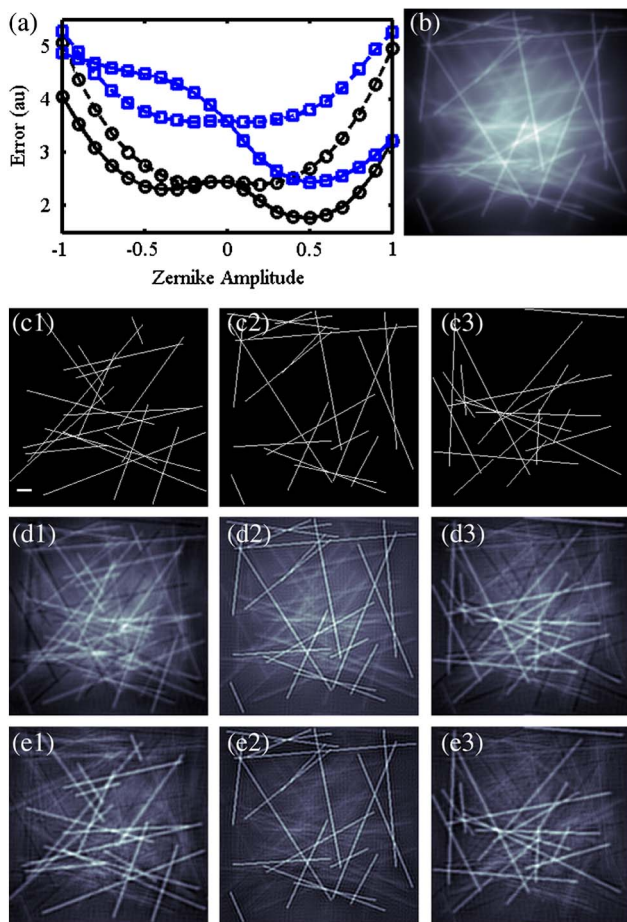 (a)
(b)
Error (au)
5
4
3
2
-1
-0.5
0
0.5
1
Zernike Amplitude
(c1)
(c2)
(c3)
(d1)
(d2)
(d3)
(e1)
(e2)
(e3)